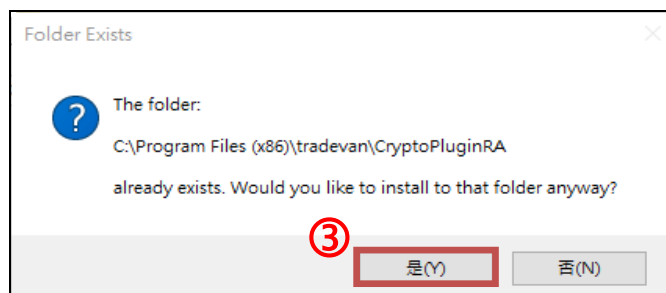 Folder Exists
The folder:
C:\Program Files (x86)\tradevan\CryptoPluginRA
already exists. Would you like to install to that folder anyway?
③
是(Y)
否(N)